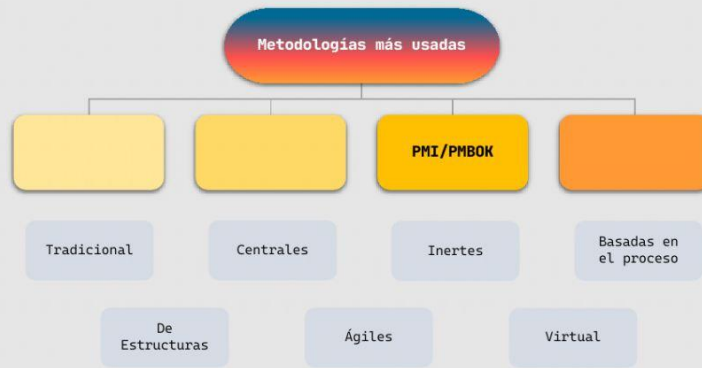 Metodologías más usadas
PMI/PMBOK
Tradicional
Centrales
Inertes
Basadas en
el proceso
De
Estructuras
Ágiles
Virtual